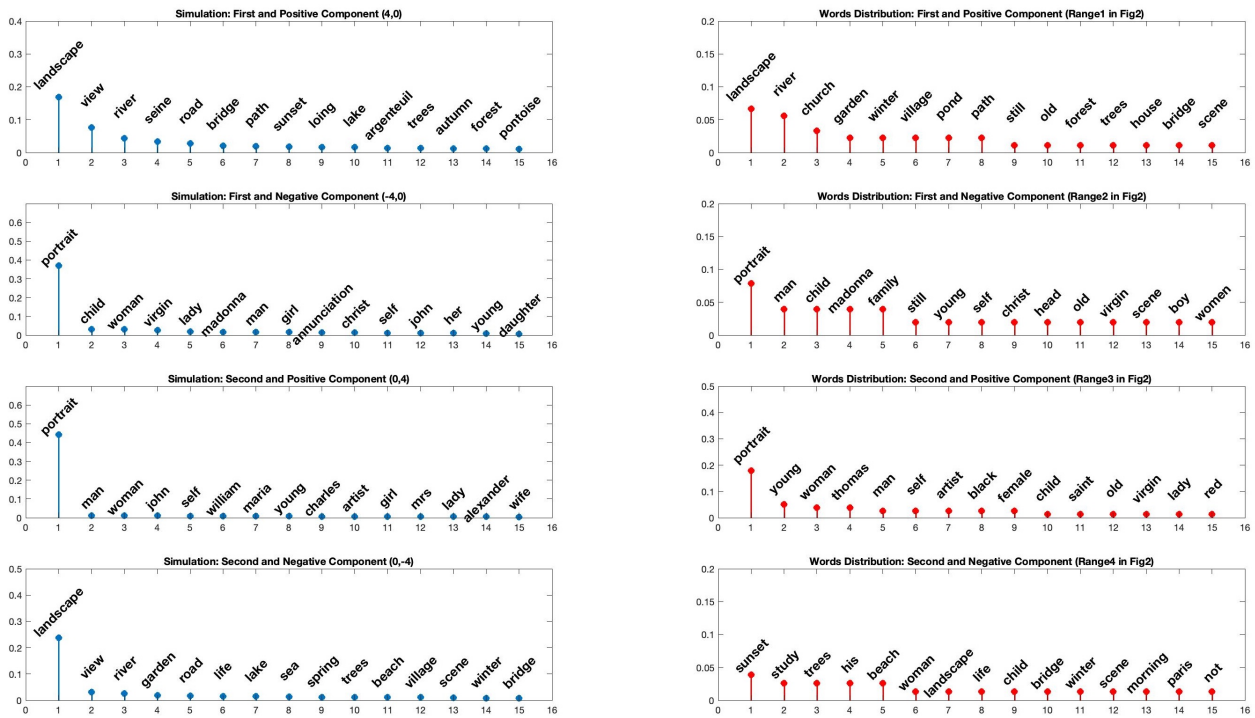 Simulation: First and Positive Component (4,0)
0.4
0.3
0.2
0.1
0
landscape view river seine road bridge path sunset loing lake argenteuil trees autumn forest pontoise
0 1 2 3 4 5 6 7 8 9 10 11 12 13 14 15 16
Words Distribution: First and Positive Component (Range1 in Fig2)
0.2
0.15
0.1
0.05
0
landscape river church garden winter village pond path still old forest trees house bridge scene
0 1 2 3 4 5 6 7 8 9 10 11 12 13 14 15 16
Simulation: First and Negative Component (-4,0)
0.6
0.5
0.4
0.3
0.2
0.1
0
portrait child woman virgin lady madonna man girl annunciation christ self john her young daughter
0 1 2 3 4 5 6 7 8 9 10 11 12 13 14 15 16
Words Distribution: First and Negative Component (Range2 in Fig2)
0.2
0.15
0.1
0.05
0
portrait man child madonna family still young self christ head old virgin scene boy women
0 1 2 3 4 5 6 7 8 9 10 11 12 13 14 15 16
Simulation: Second and Positive Component (0,4)
0.6
0.5
0.4
0.3
0.2
0.1
0
portrait man woman john self william maria young charles artist girl mrs lady alexander wife
0 1 2 3 4 5 6 7 8 9 10 11 12 13 14 15 16
Words Distribution: Second and Positive Component (Range3 in Fig2)
0.5
0.4
0.3
0.2
0.1
0
portrait young woman thomas man self artist black female child saint old virgin lady red
0 1 2 3 4 5 6 7 8 9 10 11 12 13 14 15 16
Simulation: Second and Negative Component (0,-4)
0.5
0.4
0.3
0.2
0.1
0
landscape view river garden road life lake sea spring trees beach village scene winter bridge
0 1 2 3 4 5 6 7 8 9 10 11 12 13 14 15 16
Words Distribution: Second and Negative Component (Range4 in Fig2)
0.2
0.15
0.1
0.05
0
sunset study trees his beach woman landscape life child bridge winter scene morning paris not
0 1 2 3 4 5 6 7 8 9 10 11 12 13 14 15 16